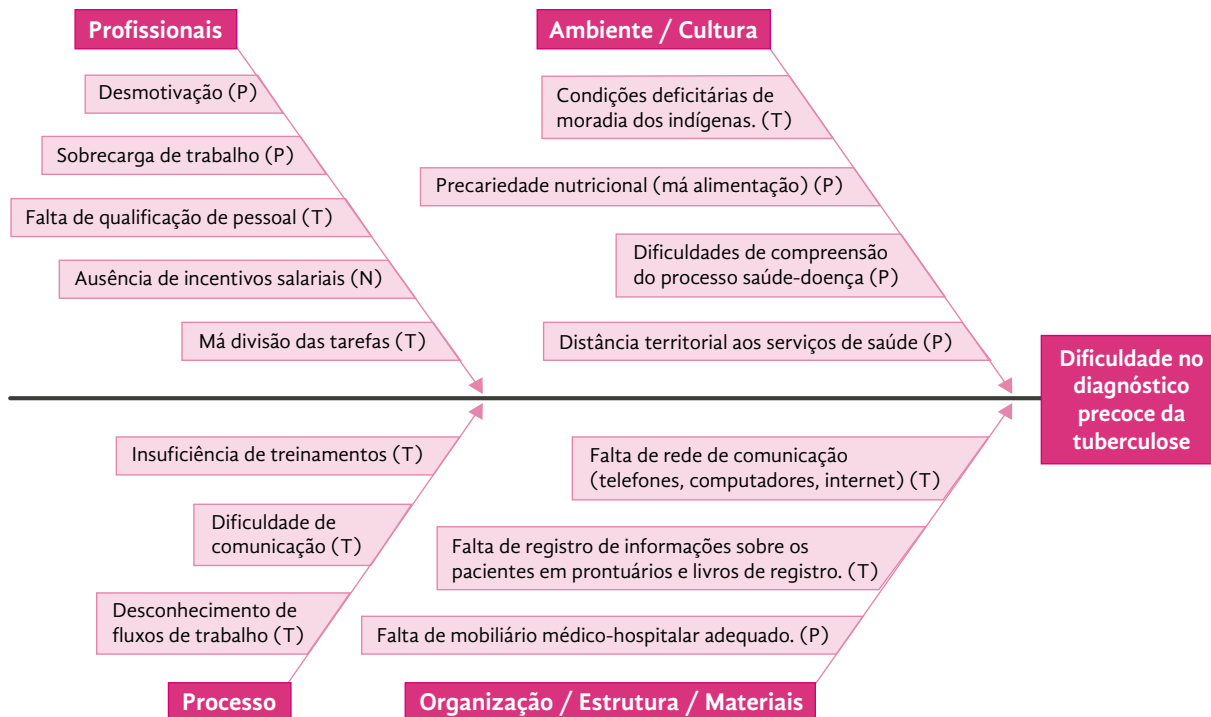 Profissionais
Desmotivação (P)
Sobrecarga de trabalho (P)
Falta de qualificação de pessoal (T)
Ausência de incentivos salariais (N)
Má divisão das tarefas (T)
Ambiente / Cultura
Condições deficitárias de
moradia dos indígenas. (T)
Precariedade nutricional (má alimentação) (P)
Dificuldades de compreensão
do processo saúde-doença (P)
Distância territorial aos serviços de saúde (P)
Dificuldade no
diagnóstico
precoce da
tuberculose
Insuficiência de treinamentos (T)
Dificuldade de
comunicação (T)
Desconhecimento de
fluxos de trabalho (T)
Processo
Falta de rede de comunicação
(telefones, computadores, internet) (T)
Falta de registro de informações sobre os
pacientes em prontuários e livros de registro. (T)
Falta de mobiliário médico-hospitalar adequado. (P)
Organização / Estrutura / Materiais